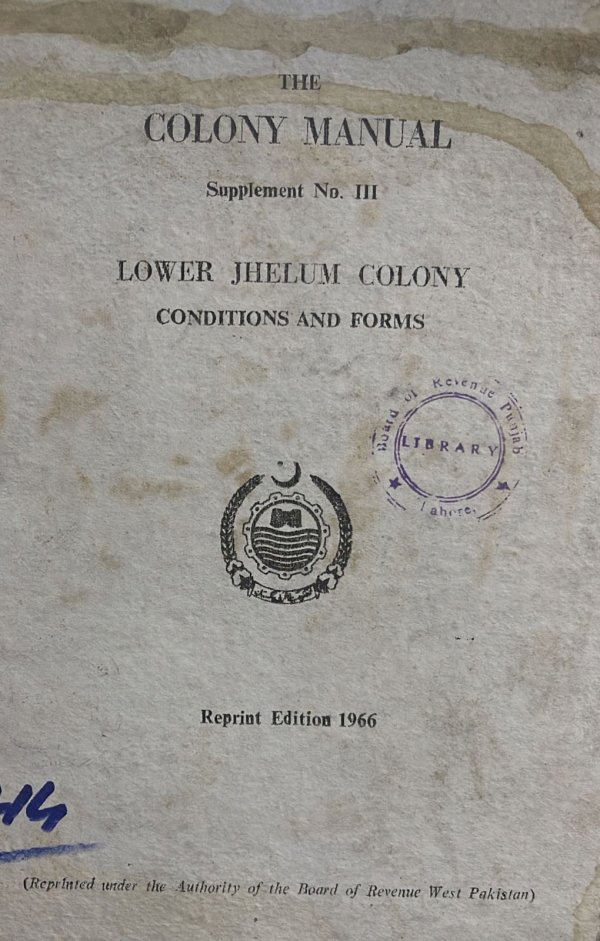 THE
COLONY MANUAL
Supplement No. III
LOWER JHELUM COLONY
CONDITIONS AND FORMS
Board of Revenue Punjab
LIBRARY
Lahore.
Reprint Edition 1966
(Reprinted under the Authority of the Board of Revenue West Pakistan)